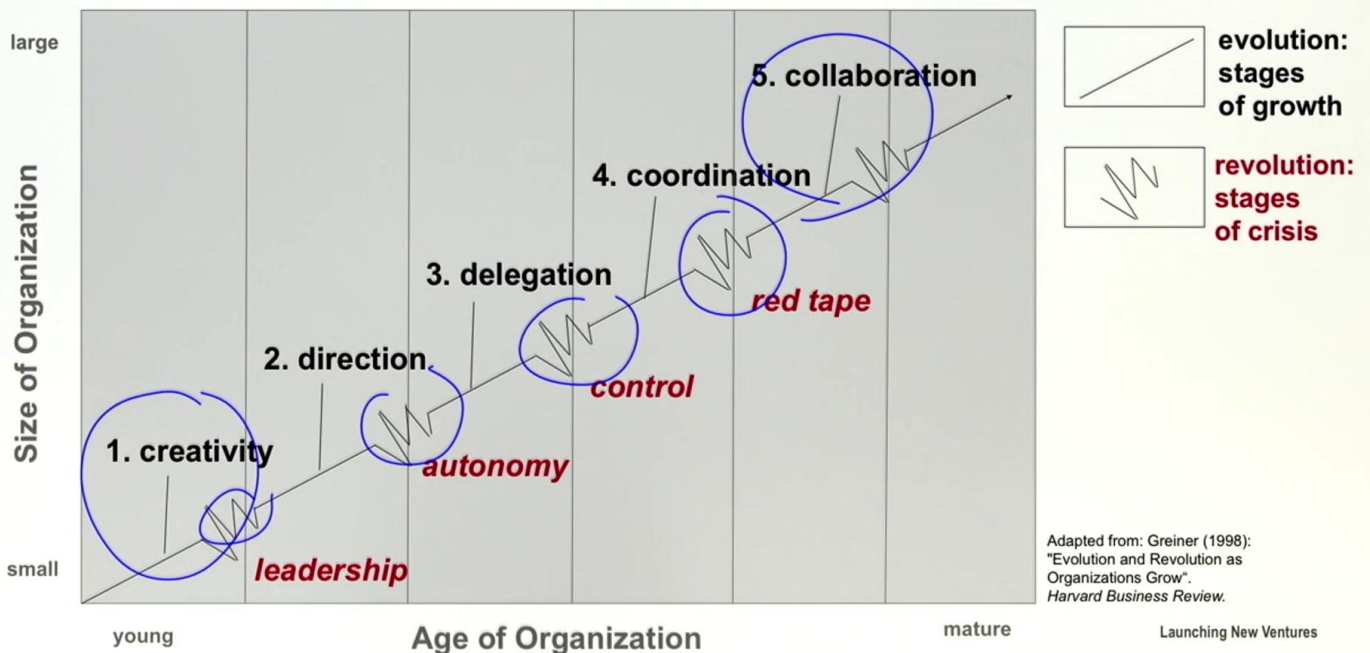 large
5. collaboration
4. coordination
3. delegation
2. direction
1. creativity
red tape
control
autonomy
leadership
small
Size of Organization
young
Age of Organization
mature
evolution:
stages
of growth
revolution:
stages
of crisis
Adapted from: Greiner (1998):
"Evolution and Revolution as
Organizations Grow“.
Harvard Business Review.
Launching New Ventures